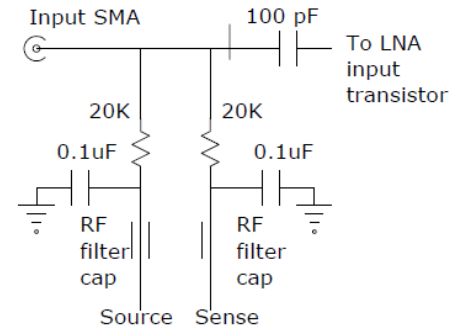 Input SMA
100 pF
To LNA
input
transistor
20K
20K
0.1uF
0.1uF
RF
filter
cap
RF
filter
cap
Source
Sense